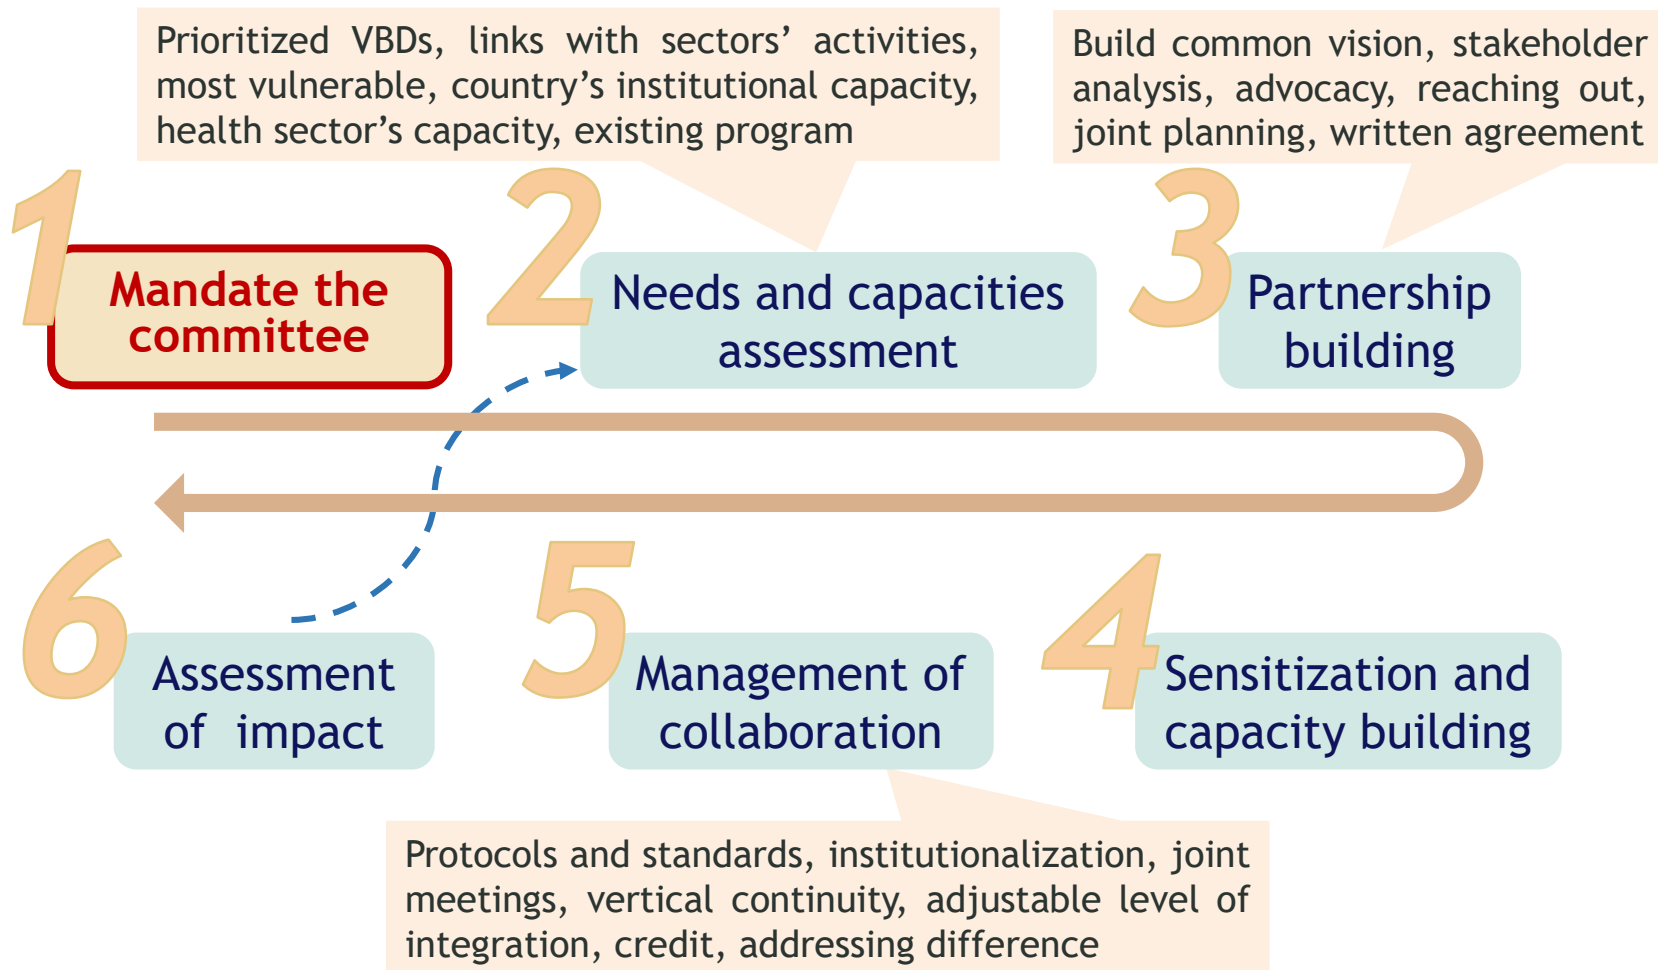 Prioritized VBDs, links with sectors’ activities,
most vulnerable, country’s institutional capacity,
health sector’s capacity, existing program
Build common vision, stakeholder
analysis, advocacy, reaching out,
joint planning, written agreement
1
Mandate the
committee
2
Needs and capacities
assessment
3
Partnership
building
4
Sensitization and
capacity building
5
Management of
collaboration
6
Assessment
of impact
Protocols and standards, institutionalization, joint
meetings, vertical continuity, adjustable level of
integration, credit, addressing difference